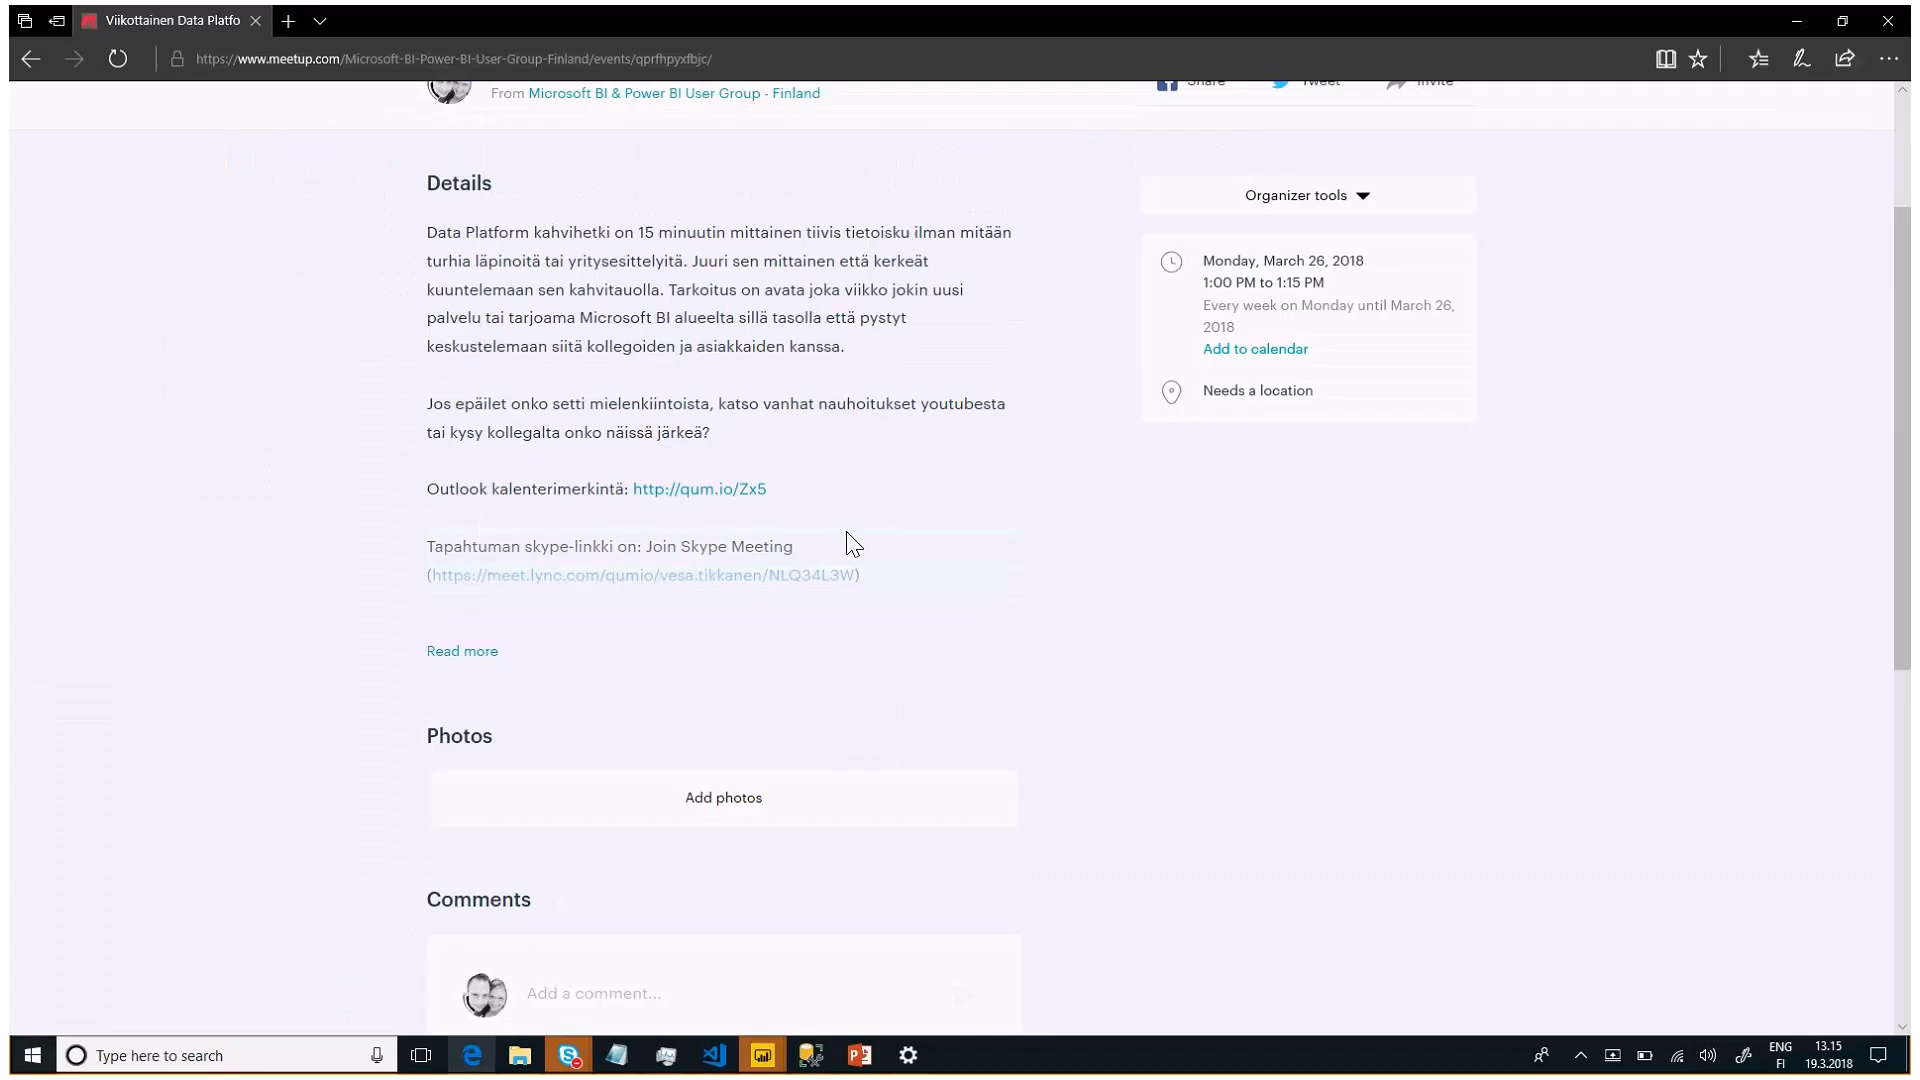 Viikottainen Data Platfo
https://www.meetup.com/Microsoft-BI-Power-BI-User-Group-Finland/events/qprfhpyxfbjc/
Share Tweet Invite
From Microsoft BI & Power BI User Group - Finland
Details
Data Platform kahvihetki on 15 minuutin mittainen tiivis tietoisku ilman mitään
turhia läpinoitä tai yritysesittelyitä. Juuri sen mittainen että kerkeät
kuuntelemaan sen kahvitauolla. Tarkoitus on avata joka viikko jokin uusi
palvelu tai tarjoama Microsoft BI alueelta sillä tasolla että pystyt
keskustelemaan siitä kollegoiden ja asiakkaiden kanssa.
Jos epäilet onko setti mielenkiintoista, katso vanhat nauhoitukset youtubesta
tai kysy kollegalta onko näissä järkeä?
Outlook kalenterimerkintä: http://qum.io/Zx5
Tapahtuman skype-linkki on: Join Skype Meeting
(https://meet.lync.com/qumio/vesa.tikkanen/NLQ34L3W)
Read more
Organizer tools
Monday, March 26, 2018
1:00 PM to 1:15 PM
Every week on Monday until March 26,
2018
Add to calendar
Needs a location
Photos
Add photos
Comments
Add a comment...
Type here to search
ENG
FI
13.15
19.3.2018